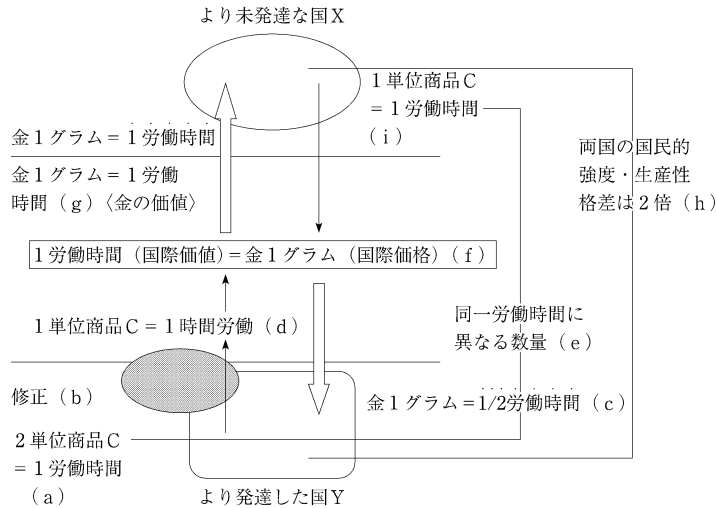 より未発達な国Ｘ
１単位商品Ｃ
＝１労働時間
（ｉ）
金１グラム＝１労働時間
金１グラム＝１労働
時間（ｇ）〈金の価値〉
両国の国民的
強度・生産性
格差は２倍（ｈ）
１労働時間（国際価値）＝金１グラム（国際価格）（ｆ）
１単位商品Ｃ＝１時間労働（ｄ）
同一労働時間に
異なる数量（ｅ）
修正（ｂ）
金１グラム＝1/2労働時間（ｃ）
２単位商品Ｃ
＝１労働時間
（ａ）
より発達した国Ｙ